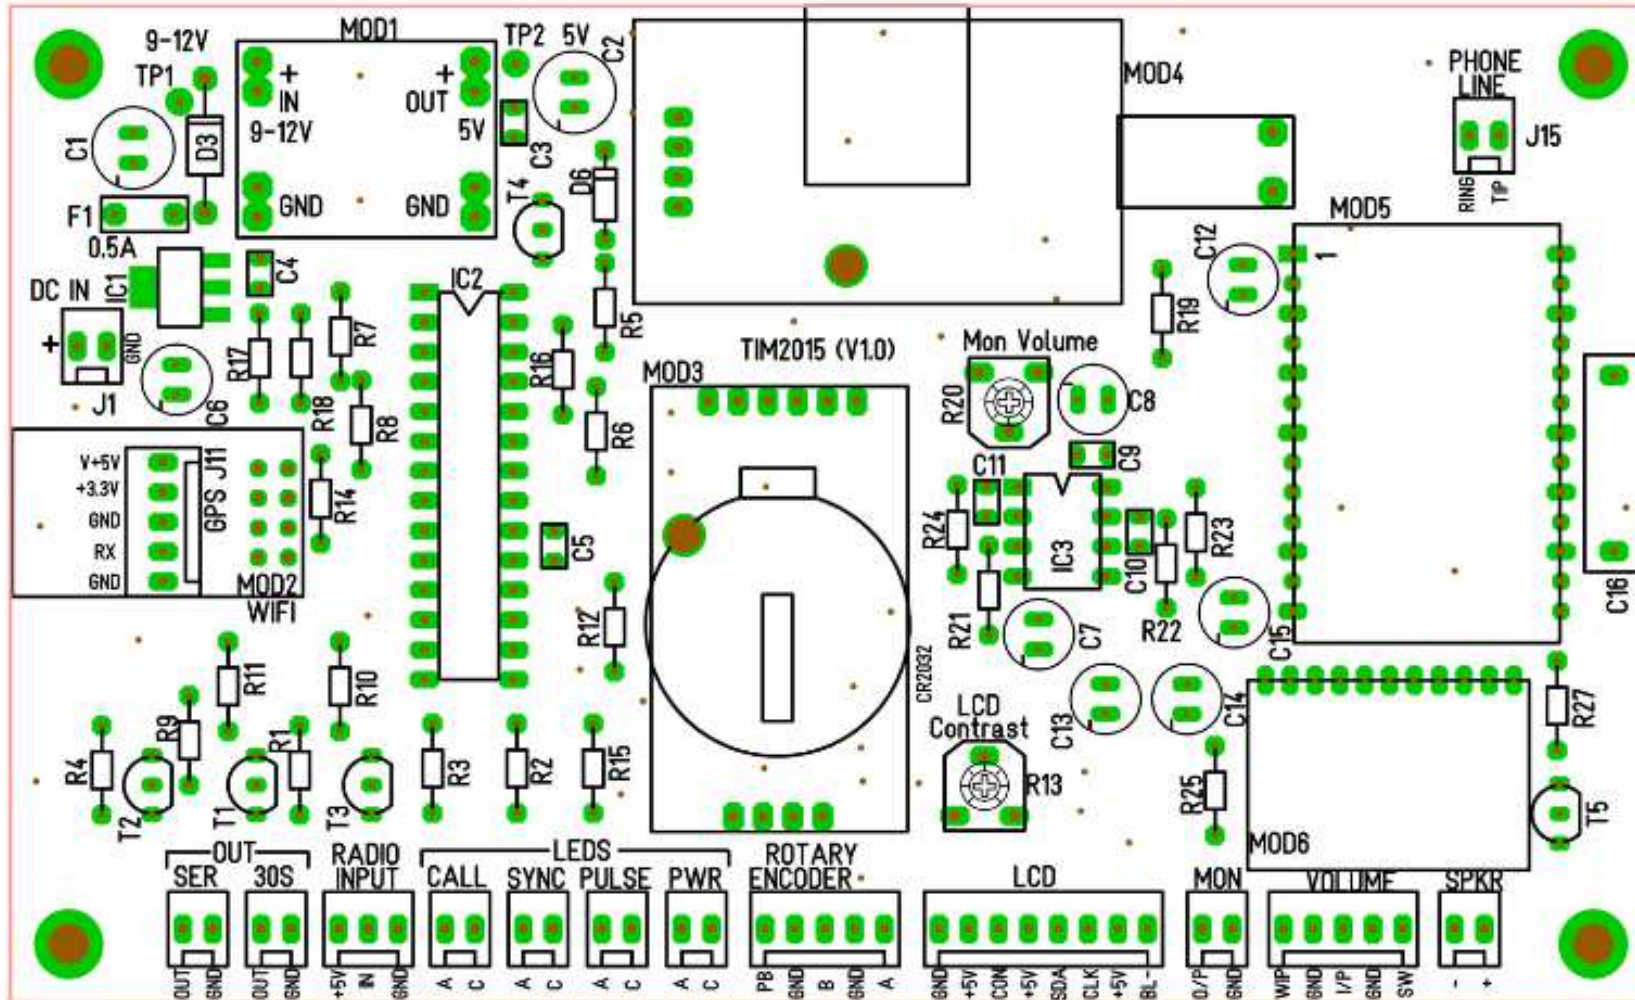 MOD1
9-12V
TP1
TP2
5V
C2
MOD4
PHONE
LINE
J15
RING
TIP
+
IN
9-12V
GND
+
OUT
5V
GND
C1
D3
C3
T4
D6
F1
0.5A
MOD5
1
C12
R19
DC IN
IC1
C4
+
GND
J1
C6
R17
R18
R7
R8
IC2
R16
R5
R6
TIM2015 (V1.0)
MOD3
Mon Volume
R20
C8
C9
V+5V
+3.3V
GND
RX
GND
J11
GPS
MOD2
WIFI
R14
C5
R12
C11
R24
IC3
C10
R23
R21
R22
C7
C15
C16
CR2032
R11
R10
R9
R4
R1
T2
T1
T3
R3
R2
R15
LCD
Contrast
R13
C13
C14
R25
R27
T5
MOD6
OUT
SER
30S
RADIO
INPUT
LEDS
CALL
SYNC
PULSE
PWR
ROTARY
ENCODER
LCD
MON
VOLUME
SPKR
OUT
GND
OUT
GND
+5V
IN
GND
A
C
A
C
A
C
A
C
PB
GND
B
GND
A
GND
+5V
CON
+5V
SDA
CLK
+5V
BL-
O/P
GND
WIP
GND
I/P
GND
SW
-
+